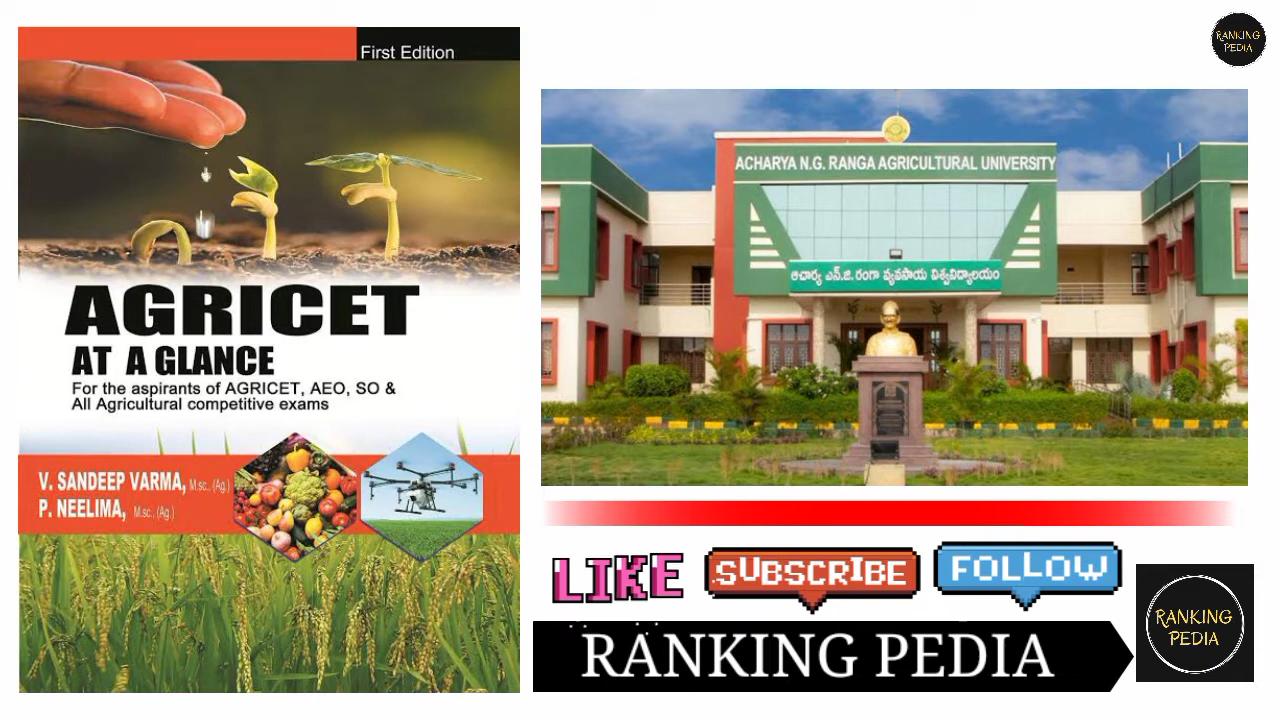 First Edition
AGRICET
AT A GLANCE
For the aspirants of AGRICET, AEO, SO &
All Agricultural competitive exams
V. SANDEEP VARMA, M.sc., (Ag.)
P. NEELIMA, M.sc., (Ag.)
RANKING
PEDIA
ACHARYA N.G. RANGA AGRICULTURAL UNIVERSITY
ఆచార్య ఎన్.జి. రంగా వ్యవసాయ విశ్వవిద్యాలయం
LIKE SUBSCRIBE FOLLOW
RANKING PEDIA
RANKING
PEDIA